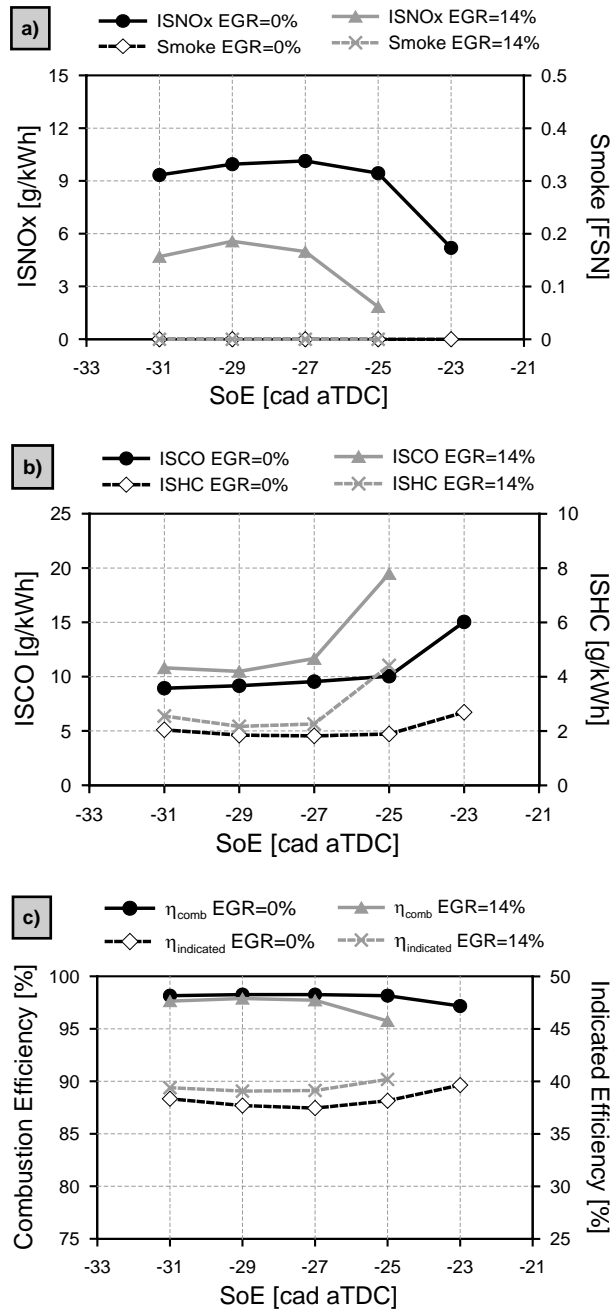 a)
ISNOx EGR=0% ISNOx EGR=14%
Smoke EGR=0% Smoke EGR=14%
15 0.5
12 0.4
9 0.3
6 0.2
3 0.1
0 0
ISNOx [g/kWh]
Smoke [FSN]
-33 -31 -29 -27 -25 -23 -21
SoE [cad aTDC]
b)
ISCO EGR=0% ISCO EGR=14%
ISHC EGR=0% ISHC EGR=14%
25 10
20 8
15 6
10 4
5 2
0 0
ISCO [g/kWh]
ISHC [g/kWh]
-33 -31 -29 -27 -25 -23 -21
SoE [cad aTDC]
c)
ηcomb EGR=0% ηcomb EGR=14%
ηindicated EGR=0% ηindicated EGR=14%
100 50
95 45
90 40
85 35
80 30
75 25
Combustion Efficiency [%]
Indicated Efficiency
[%]
-33 -31 -29 -27 -25 -23 -21
SoE [cad aTDC]